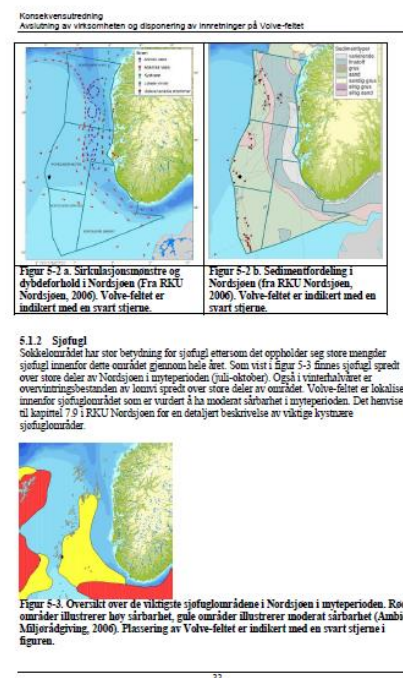 Konsekvensutredning
Avslutning av virksomheten og disponering av innretninger på Volve-feltet
Sedimenttyper
Figur 5-2 a. Sirkulasjonsmønstre og
dybdeforhold i Nordsjøen (Fra RKU
Nordsjøen, 2006). Volve-feltet er
indikert med en svart stjerne.
Figur 5-2 b. Sedimentfordeling i
Nordsjøen (fra RKU Nordsjøen,
2006). Volve-feltet er indikert med en
svart stjerne.
5.1.2 Sjøfugl
Sokkelområdet har stor betydning for sjøfugl ettersom det oppholder seg store mengder
sjøfugl innenfor dette området gjennom hele året. Som vist i figur 5-3 finnes sjøfugl spredt
over store deler av Nordsjøen i myteperioden (juli-oktober). Også i vinterhalvåret er
overvintringsbestanden av lomvi spredt over store deler av området. Volve-feltet er lokalise
innenfor sjøfuglområdet som er vurdert å ha moderat sårbarhet i myteperioden. Det henvise
til kapittel 7.9 i RKU Nordsjøen for en detaljert beskrivelse av viktige kystnære
sjøfuglområder.
Figur 5-3. Oversikt over de viktigste sjøfuglområdene i Nordsjøen i myteperioden. Rød
områder illustrerer høy sårbarhet, gule områder illustrerer moderat sårbarhet (Ambi
Miljørådgiving, 2006). Plassering av Volve-feltet er indikert med en svart stjerne i
figuren.
22